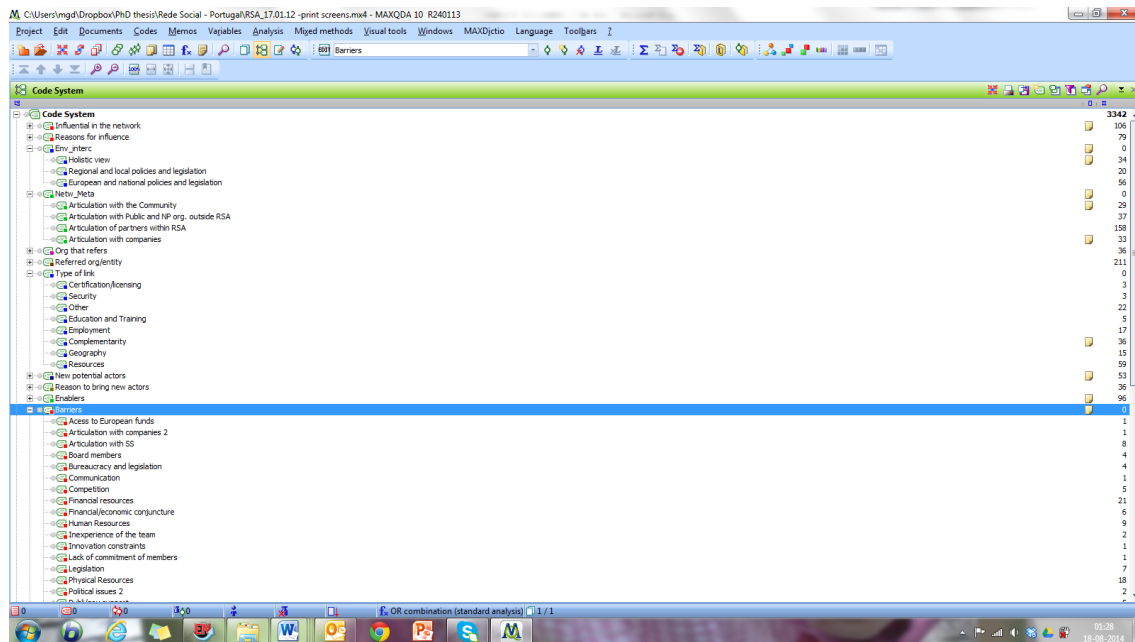 C:\Users\mgd\Dropbox\PhD thesis\Rede Social - Portugal\RSA_17.01.12 -print screens.mx4 - MAXQDA 10 R240113
Project Edit Documents Codes Memos Variables Analysis Mixed methods Visual tools Windows MAXDictio Language Toolbars ?
Barriers
Code System
Code System 3342
Influential in the network 106
Reasons for influence 79
Env_interc 0
Holistic view 34
Regional and local policies and legislation 20
European and national policies and legislation 56
Netw_Meta 0
Articulation with the Community 29
Articulation with Public and NP org. outside RSA 37
Articulation of partners within RSA 158
Articulation with companies 33
Org that refers 36
Referred org/entity 211
Type of link 0
Certification/licensing 3
Security 3
Other 22
Education and Training 5
Employment 17
Complementarity 36
Geography 15
Resources 59
New potential actors 53
Reason to bring new actors 36
Enablers 96
Barriers 0
Acess to European funds 1
Articulation with companies 2 1
Articulation with SS 8
Board members 4
Bureaucracy and legislation 4
Communication 1
Competition 5
Financial resources 21
Financial/economic conjuncture 6
Human Resources 9
Inexperience of the team 2
Innovation constraints 1
Lack of commitment of members 1
Legislation 7
Physical Resources 18
Political issues 2 2
0 0 0 0 OR combination (standard analysis) 1 / 1
01:28
18-08-2014